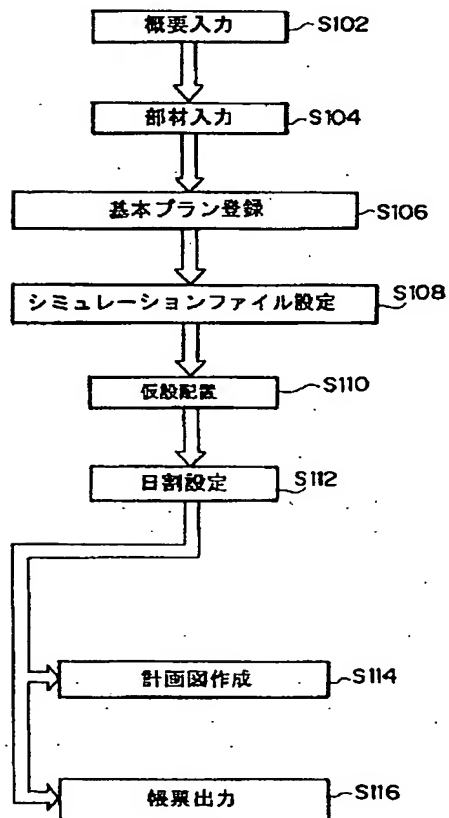 概要入力 S102
部材入力 S104
基本プラン登録 S106
シミュレーションファイル設定 S108
仮設配置 S110
日割設定 S112
計画図作成 S114
帳票出力 S116